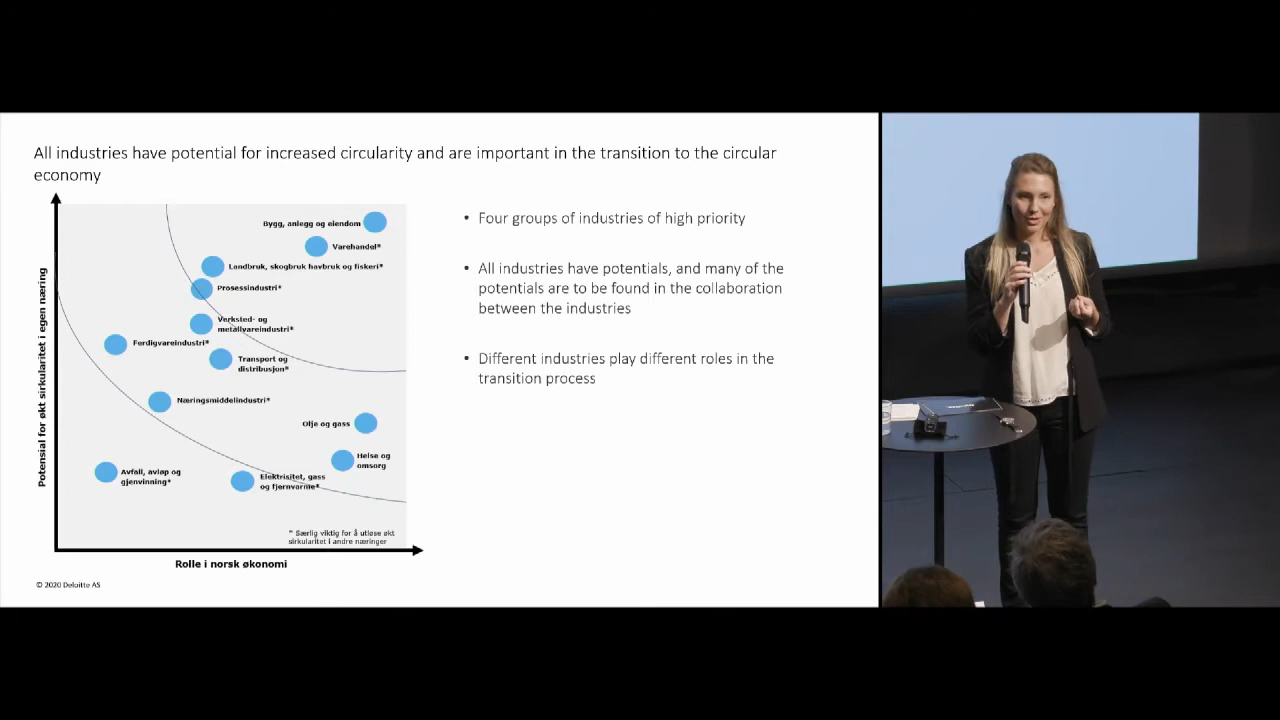 All industries have potential for increased circularity and are important in the transition to the circular
economy
Potensial for økt sirkularitet i egen næring
Bygg, anlegg og eiendom
Varehandel*
Landbruk, skogbruk havbruk og fiskeri*
Prosessindustri*
Verksted- og
metallvareindustri*
Ferdigvareindustri*
Transport og
distribusjon*
Næringsmiddelindustri*
Olje og gass
Helse og
omsorg
Avfall, avløp og
gjenvinning*
Elektrisitet, gass
og fjernvarme*
* Særlig viktig for å utløse økt
sirkularitet i andre næringer
Rolle i norsk økonomi
© 2020 Deloitte AS
• Four groups of industries of high priority
• All industries have potentials, and many of the
potentials are to be found in the collaboration
between the industries
• Different industries play different roles in the
transition process